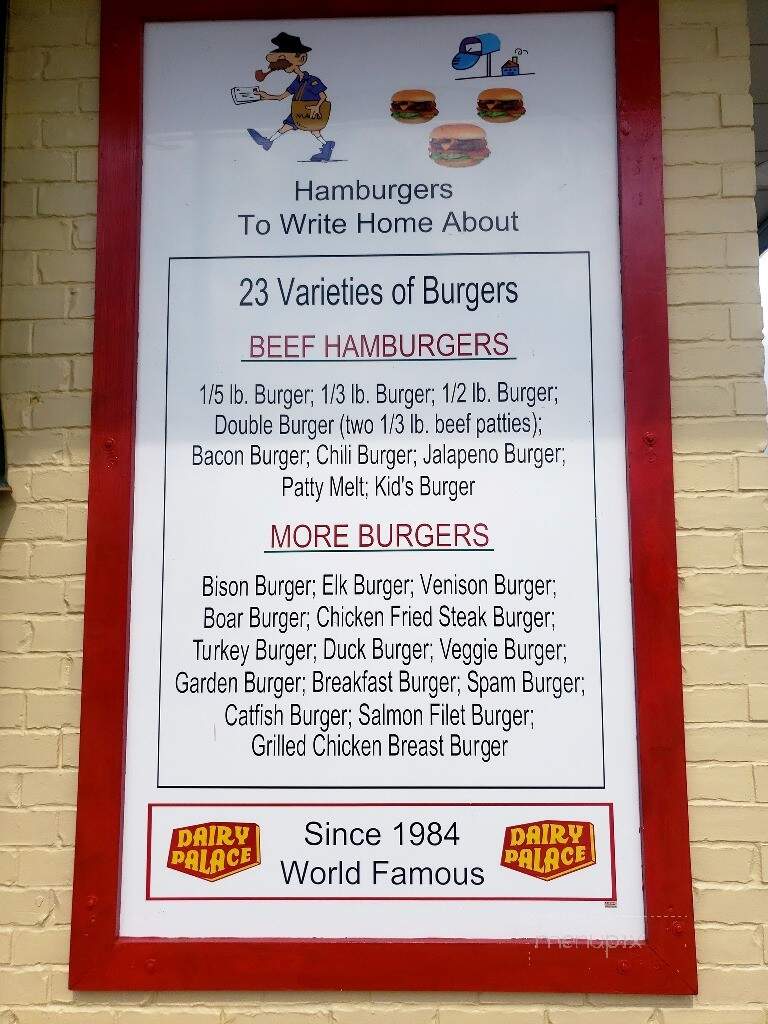 MAIL
Hamburgers
To Write Home About
23 Varieties of Burgers
BEEF HAMBURGERS
1/5 lb. Burger; 1/3 lb. Burger; 1/2 lb. Burger;
Double Burger (two 1/3 lb. beef patties);
Bacon Burger; Chili Burger; Jalapeno Burger;
Patty Melt; Kid's Burger
MORE BURGERS
Bison Burger; Elk Burger; Venison Burger;
Boar Burger; Chicken Fried Steak Burger;
Turkey Burger; Duck Burger; Veggie Burger;
Garden Burger; Breakfast Burger; Spam Burger;
Catfish Burger; Salmon Filet Burger;
Grilled Chicken Breast Burger
DAIRY
PALACE
Since 1984
World Famous
DAIRY
PALACE
menupix